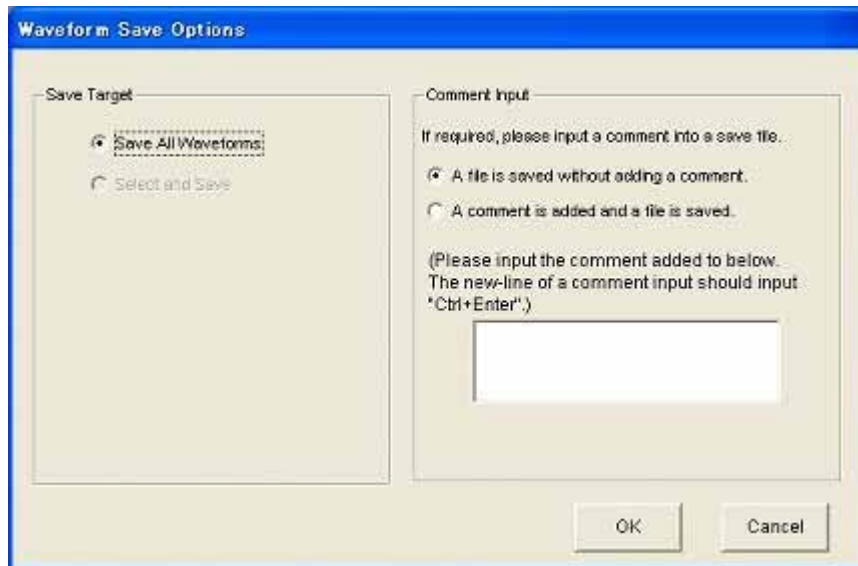 Waveform Save Options
Save Target
Save All Waveforms
Select and Save
Comment Input
If required, please input a comment into a save file.
A file is saved without adding a comment.
A comment is added and a file is saved.
(Please input the comment added to below.
The new-line of a comment input should input
"Ctrl+Enter".)
OK
Cancel